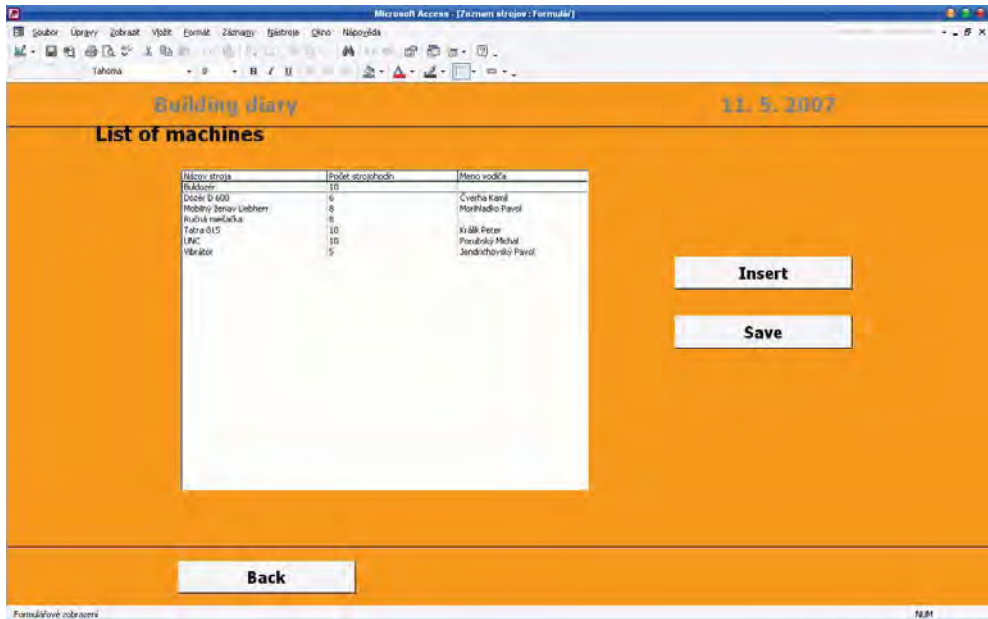 Microsoft Access - [Zoznam strojov : Formulář]
Soubor Úpravy Zobrazit Vložit Formát Záznamy Nástroje Okno Nápověda
Tahoma
Building diary 11. 5. 2007
List of machines
Názov stroja Počet strojohodín Meno vodiča
Buldozér 10
Dozér D 600 6 Čverha Kamil
Mobilný žeriav Liebherr 8 Pavol
Ručná miešačka 8
Tatra 815 10 Králik Peter
UNC 10 Porubský Michal
Vibrátor 5 Jendrichovský Pavol
Insert
Save
Back
Formulářové zobrazení NUM